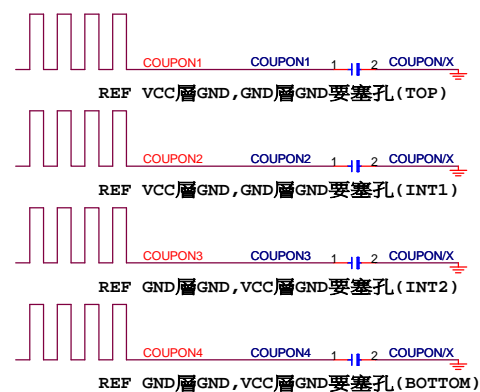 COUPON1 COUPON1 1 2 COUPON/X
REF VCC層GND,GND層GND要塞孔(TOP)
COUPON2 COUPON2 1 2 COUPON/X
REF VCC層GND,GND層GND要塞孔(INT1)
COUPON3 COUPON3 1 2 COUPON/X
REF GND層GND,VCC層GND要塞孔(INT2)
COUPON4 COUPON4 1 2 COUPON/X
REF GND層GND,VCC層GND要塞孔(BOTTOM)